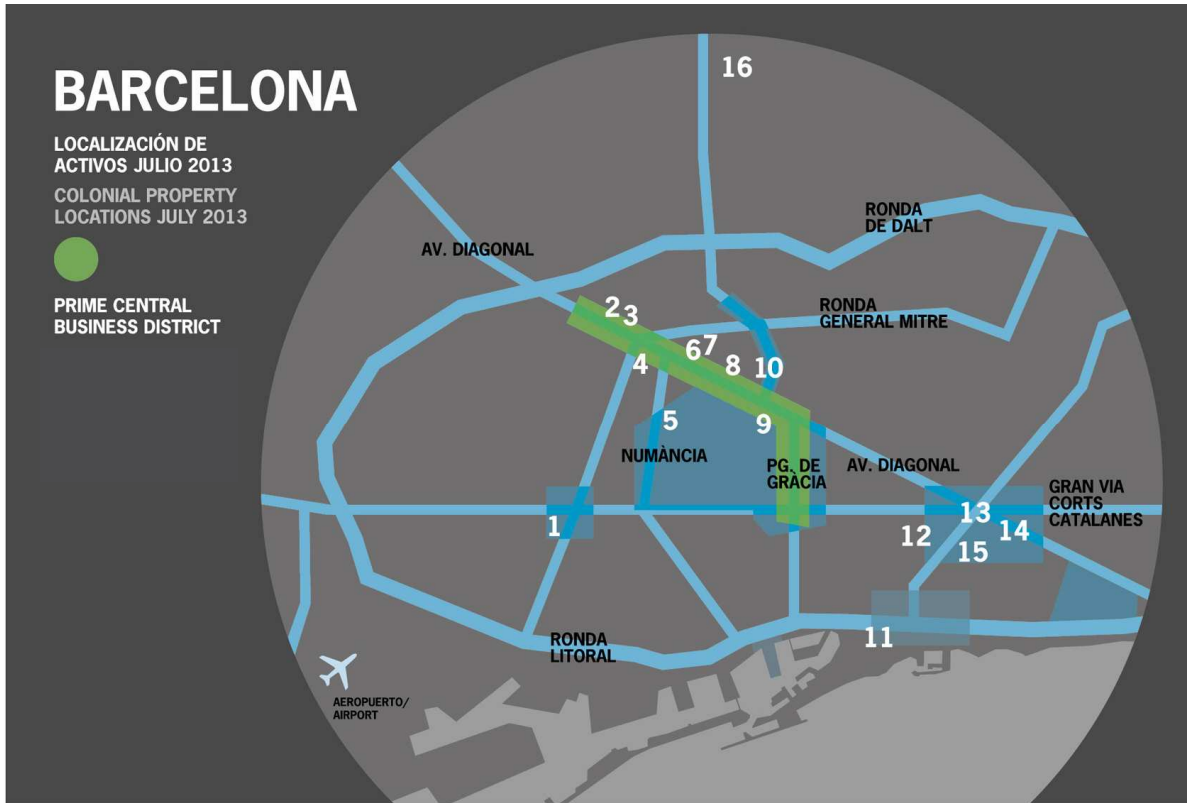 BARCELONA
LOCALIZACIÓN DE
ACTIVOS JULIO 2013
COLONIAL PROPERTY
LOCATIONS JULY 2013
PRIME CENTRAL
BUSINESS DISTRICT
16
RONDA
DE DALT
AV. DIAGONAL
2
3
RONDA
GENERAL MITRE
4
6
7
8
10
5
9
NUMÀNCIA
PG. DE
GRÀCIA
AV. DIAGONAL
GRAN VIA
CORTS
CATALANES
1
12
13
14
15
11
RONDA
LITORAL
AEROPUERTO/
AIRPORT